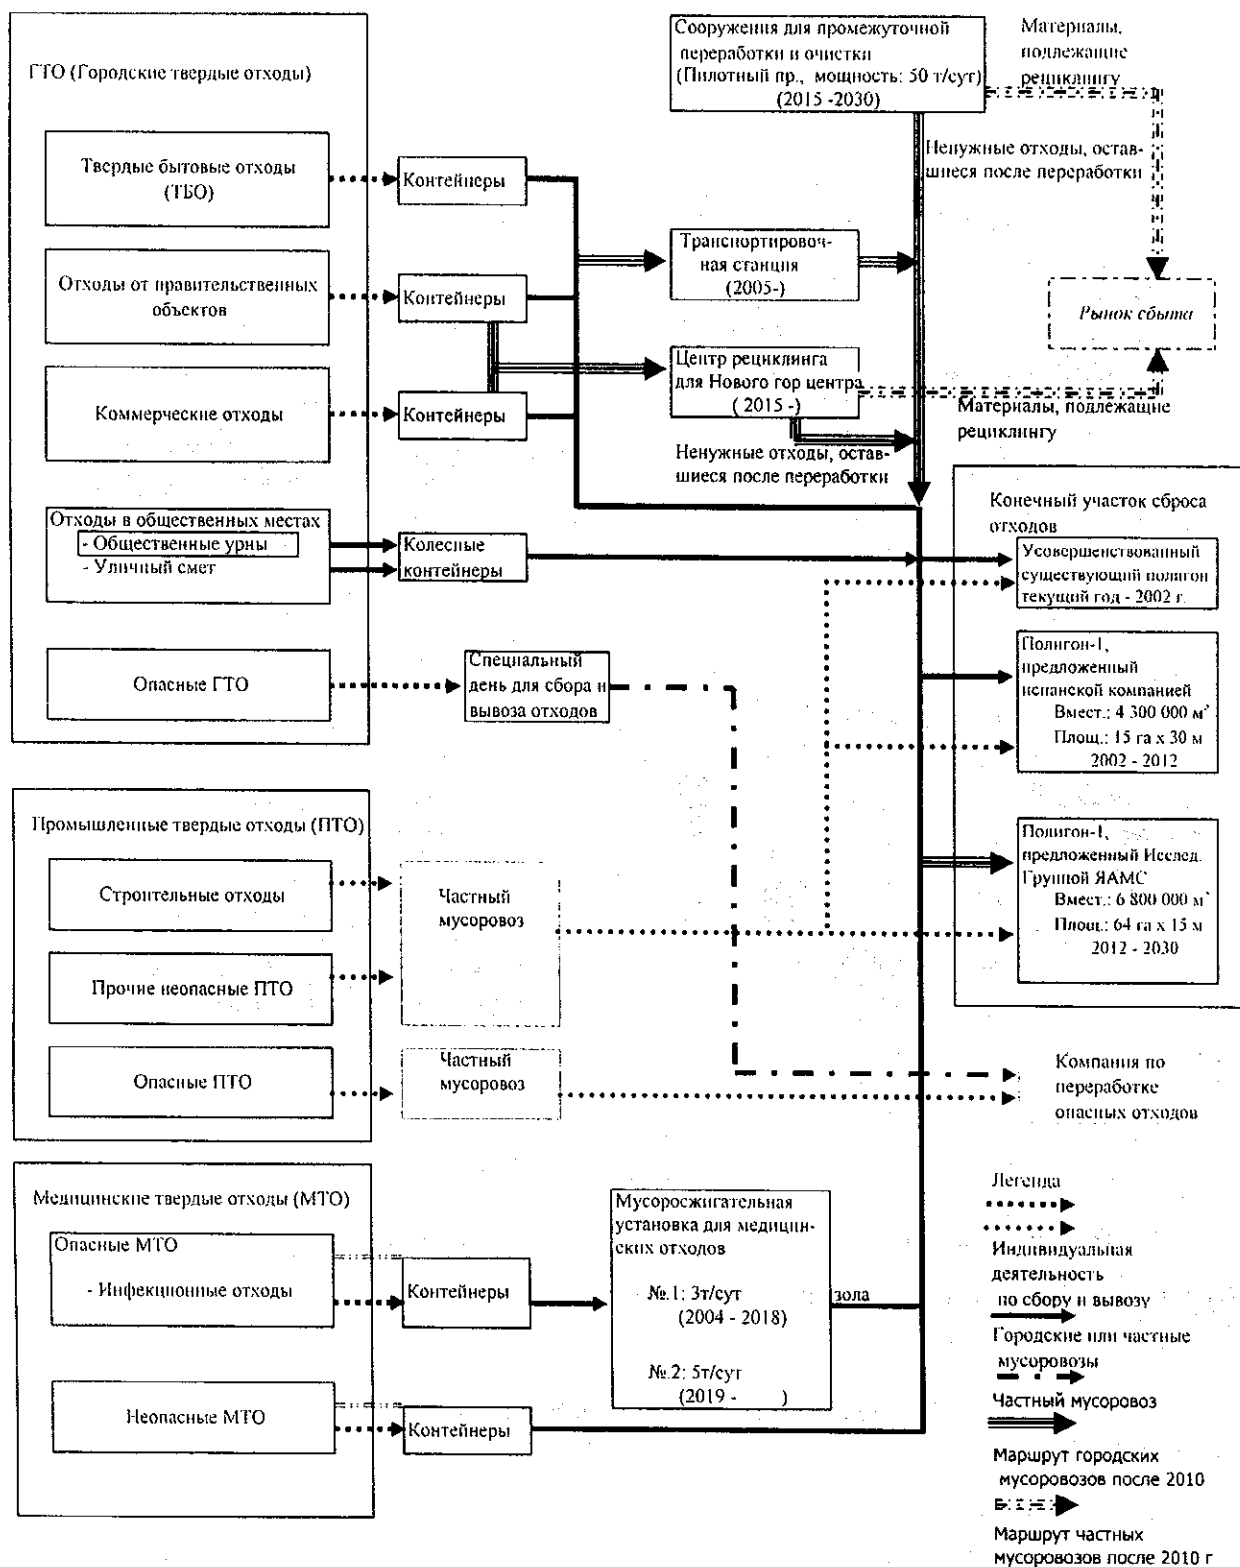 ГТО (Городские твердые отходы)
Твердые бытовые отходы
(ТБО)
Отходы от правительственных
объектов
Коммерческие отходы
Отходы в общественных местах
- Общественные урны
- Уличный смет
Опасные ГТО
Контейнеры
Контейнеры
Контейнеры
Колесные
контейнеры
Специальный
день для сбора и
вывоза отходов
Сооружения для промежуточной
переработки и очистки
(Пилотный пр., мощность: 50 т/сут)
(2015 -2030)
Материалы,
подлежащие
рециклингу
Ненужные отходы, остав-
шиеся после переработки
Транспортировоч-
ная станция
(2005-)
Рынок сбыта
Центр рециклинга
для Нового гор центра
( 2015 -)
Материалы, подлежащие
рециклингу
Ненужные отходы, остав-
шиеся после переработки
Конечный участок сброса
отходов
Усовершенствованный
существующий полигон
текущий год - 2002 г.
Полигон-1,
предложенный
испанской компанией
Вмест.: 4 300 000 м³
Площ.: 15 га x 30 м
2002 - 2012
Полигон-1,
предложенный Исслед.
Группой ЯАМС
Вмест.: 6 800 000 м³
Площ.: 64 га x 15 м
2012 - 2030
Промышленные твердые отходы (ПТО)
Строительные отходы
Прочие неопасные ПТО
Опасные ПТО
Частный
мусоровоз
Частный
мусоровоз
Компания по
переработке
опасных отходов
Медицинские твердые отходы (МТО)
Опасные МТО
- Инфекционные отходы
Неопасные МТО
Контейнеры
Контейнеры
Мусоросжигательная
установка для медицин-
ских отходов
№.1: 3т/сут
(2004 - 2018)
№.2: 5т/сут
(2019 - )
зола
Легенда
Индивидуальная
деятельность
по сбору и вывозу
Городские или частные
мусоровозы
Частный мусоровоз
Маршрут городских
мусоровозов после 2010
Маршрут частных
мусоровозов после 2010 г